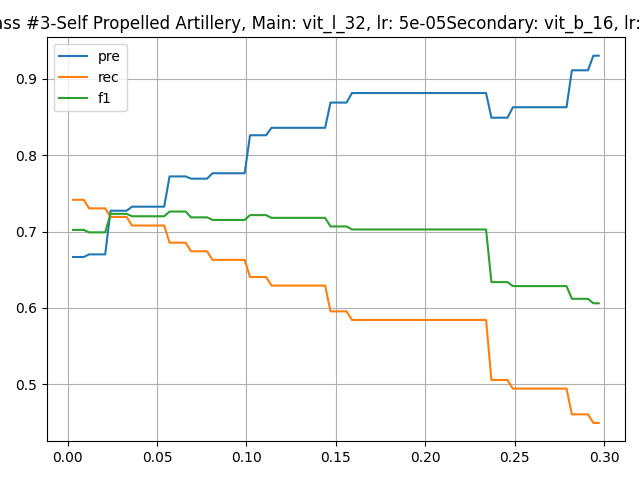 ass #3-Self Propelled Artillery, Main: vit_l_32, lr: 5e-05Secondary: vit_b_16, lr:
pre
rec
f1
0.9
0.8
0.7
0.6
0.5
0.00 0.05 0.10 0.15 0.20 0.25 0.30